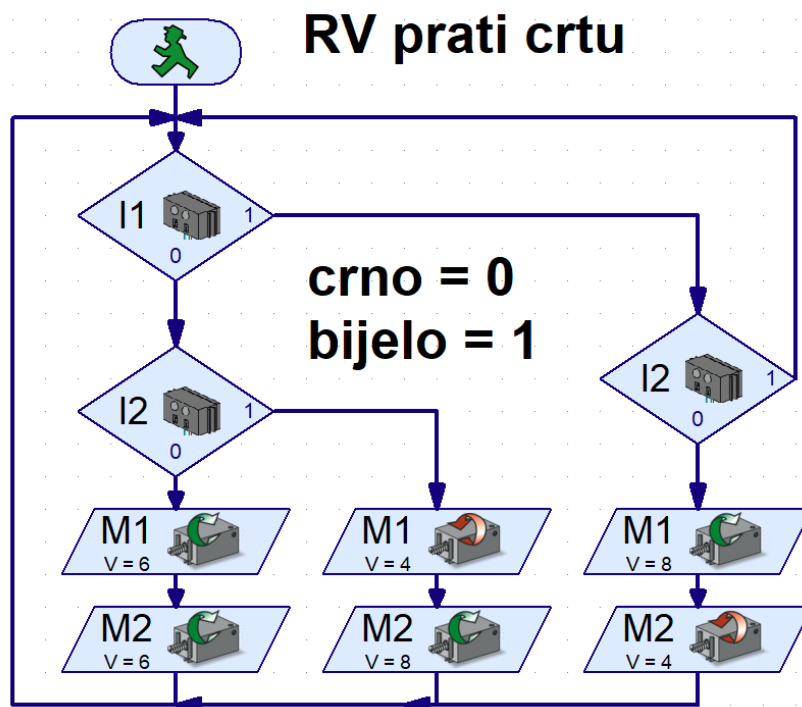 RV prati crtu
I1
1
0
crno = 0
bijelo = 1
I2
1
0
I2
1
0
M1
V = 6
M1
V = 4
M1
V = 8
M2
V = 6
M2
V = 8
M2
V = 4